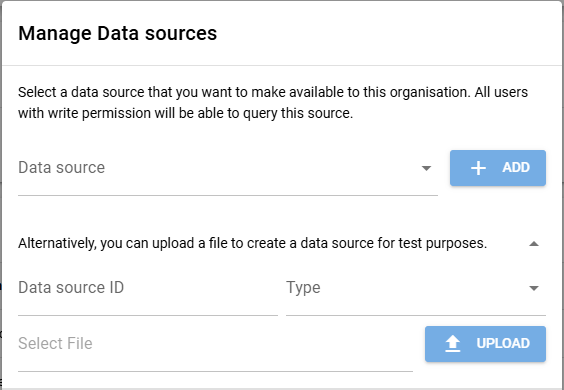 Manage Data sources
Select a data source that you want to make available to this organisation. All users
with write permission will be able to query this source.
Data source
ADD
Alternatively, you can upload a file to create a data source for test purposes.
Data source ID
Type
Select File
UPLOAD